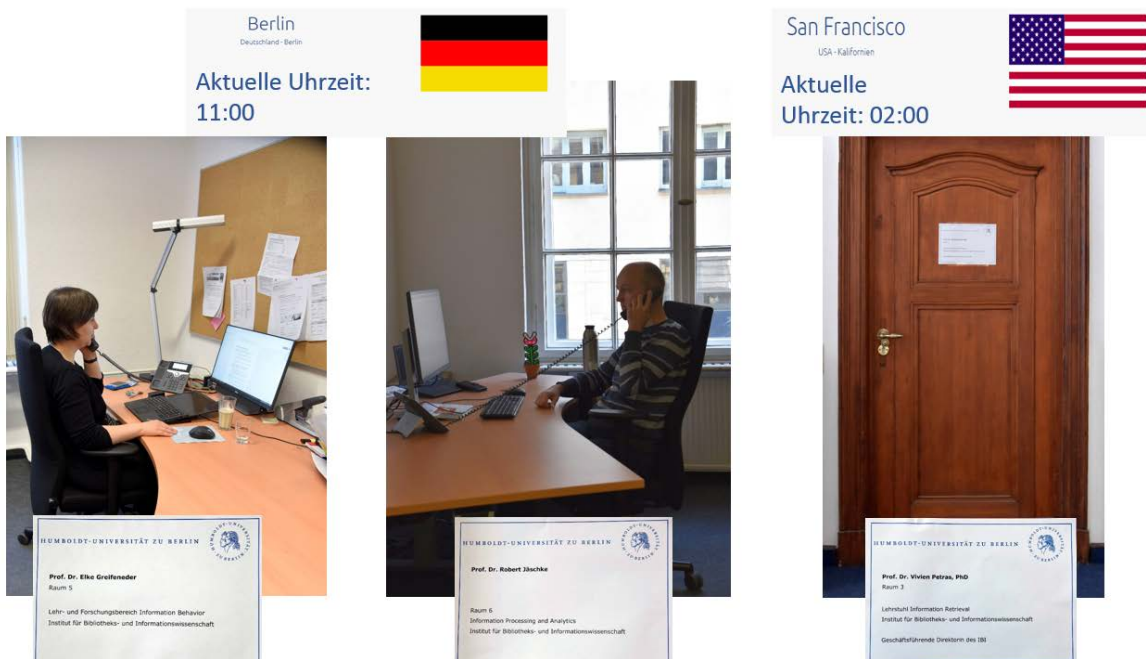 Berlin
Deutschland - Berlin
Aktuelle Uhrzeit:
11:00
San Francisco
USA - Kalifornien
Aktuelle
Uhrzeit: 02:00
HUMBOLDT-UNIVERSITÄT ZU BERLIN
Prof. Dr. Elke Greifeneder
Raum 5
Lehr- und Forschungsbereich Information Behavior
Institut für Bibliotheks- und Informationswissenschaft
HUMBOLDT-UNIVERSITÄT ZU BERLIN
Prof. Dr. Robert Jäschke
Raum 6
Information Processing and Analytics
Institut für Bibliotheks- und Informationswissenschaft
HUMBOLDT-UNIVERSITÄT ZU BERLIN
Prof. Dr. Vivien Petras, PhD
Raum 3
Lehrstuhl Information Retrieval
Institut für Bibliotheks- und Informationswissenschaft
Geschäftsführende Direktorin des IBI